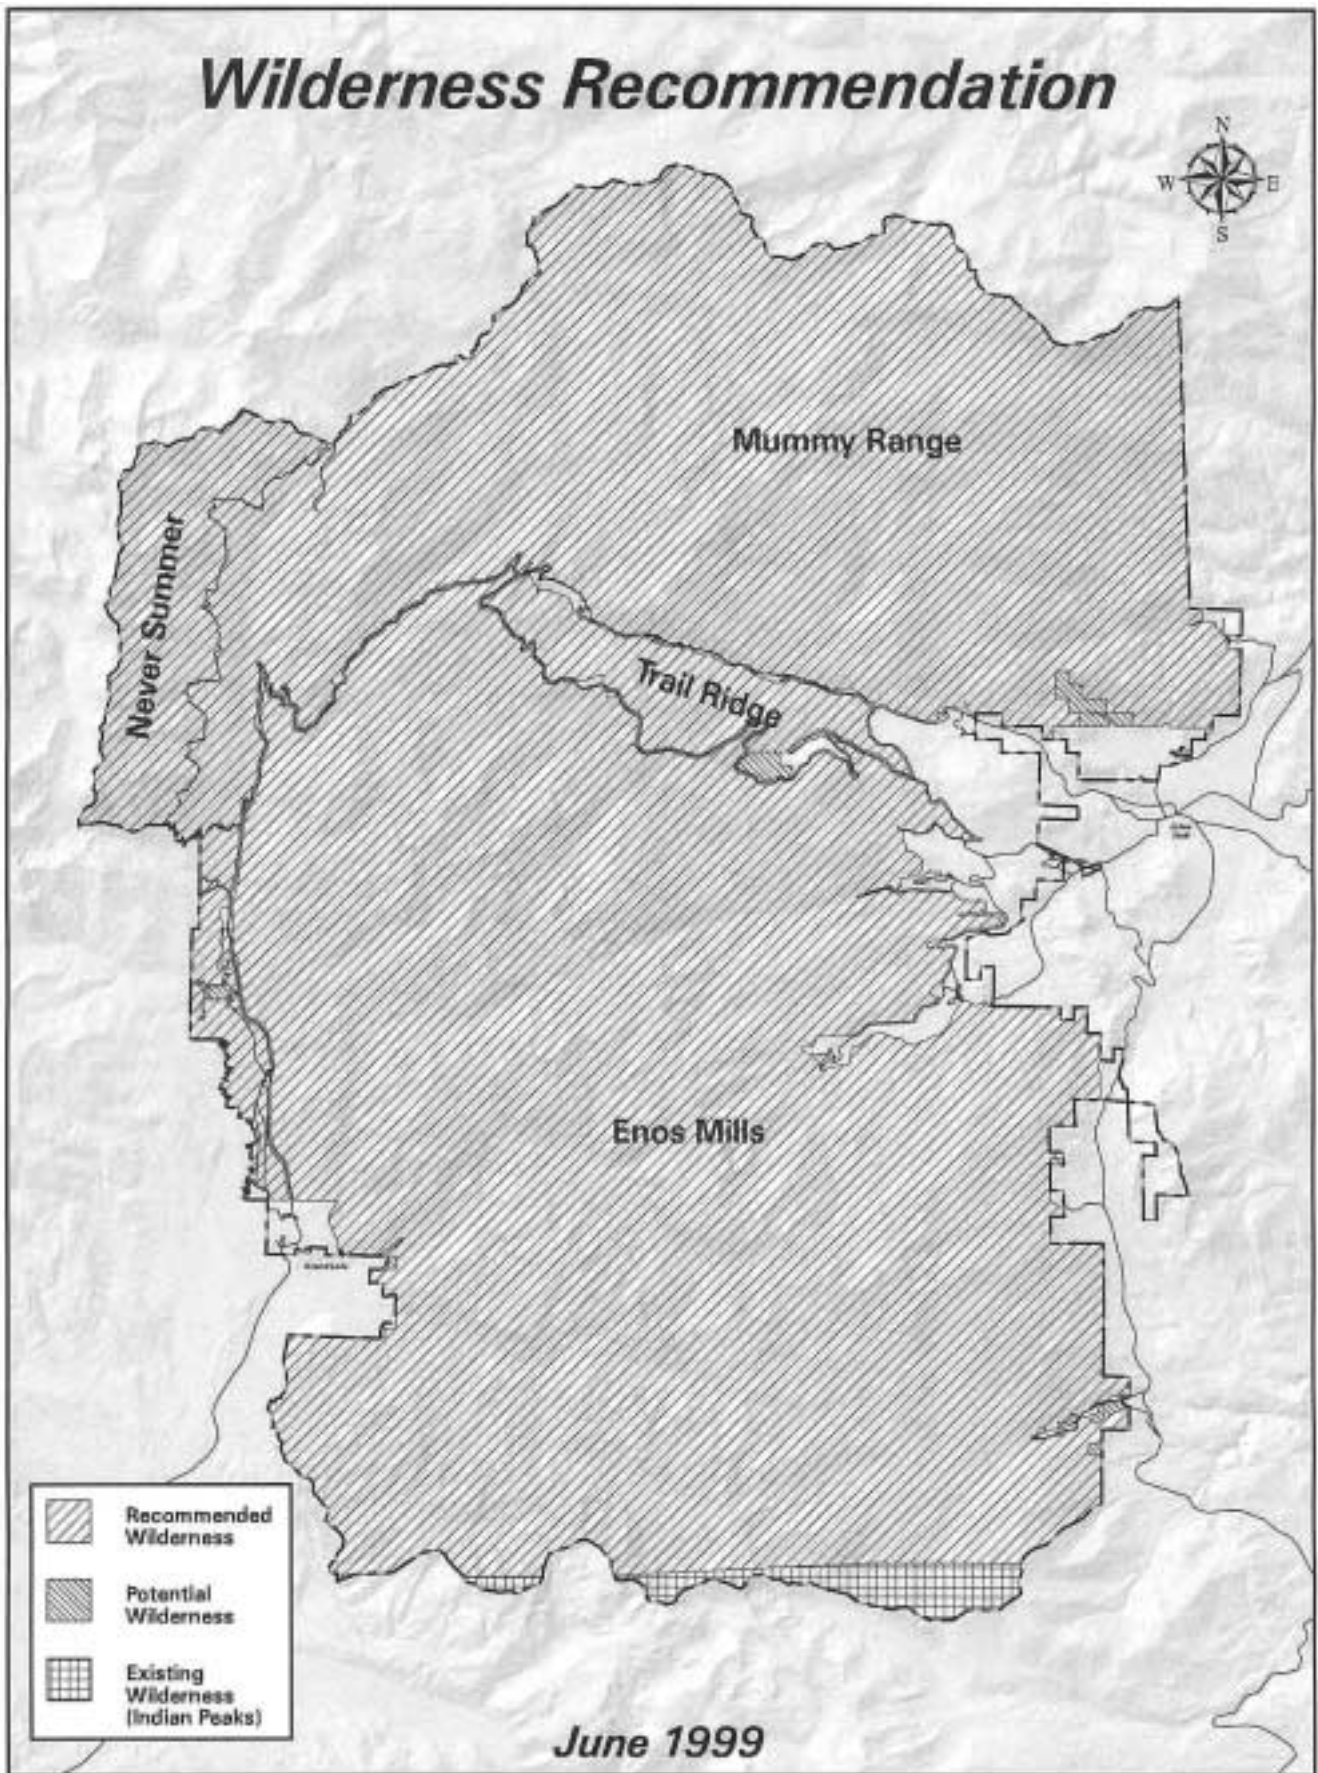 Wilderness Recommendation
N
W E
S
Mummy Range
Never Summer
Trail Ridge
Enos Mills
Recommended
Wilderness
Potential
Wilderness
Existing
Wilderness
(Indian Peaks)
June 1999